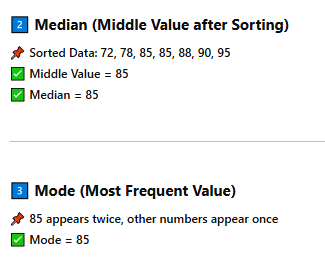 2 Median (Middle Value after Sorting)
📌 Sorted Data: 72, 78, 85, 85, 88, 90, 95
✅ Middle Value = 85
✅ Median = 85
3 Mode (Most Frequent Value)
📌 85 appears twice, other numbers appear once
✅ Mode = 85